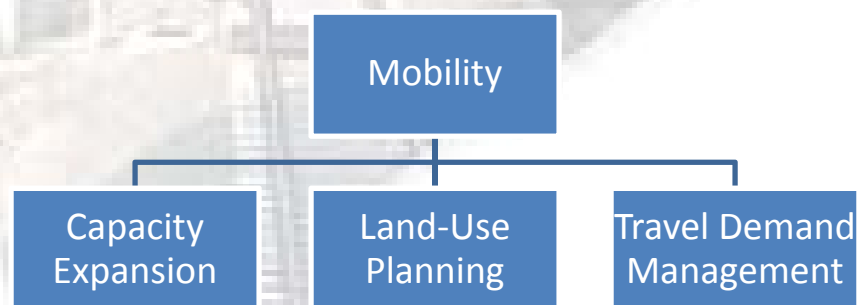 Mobility
Capacity
Expansion
Land-Use
Planning
Travel Demand
Management